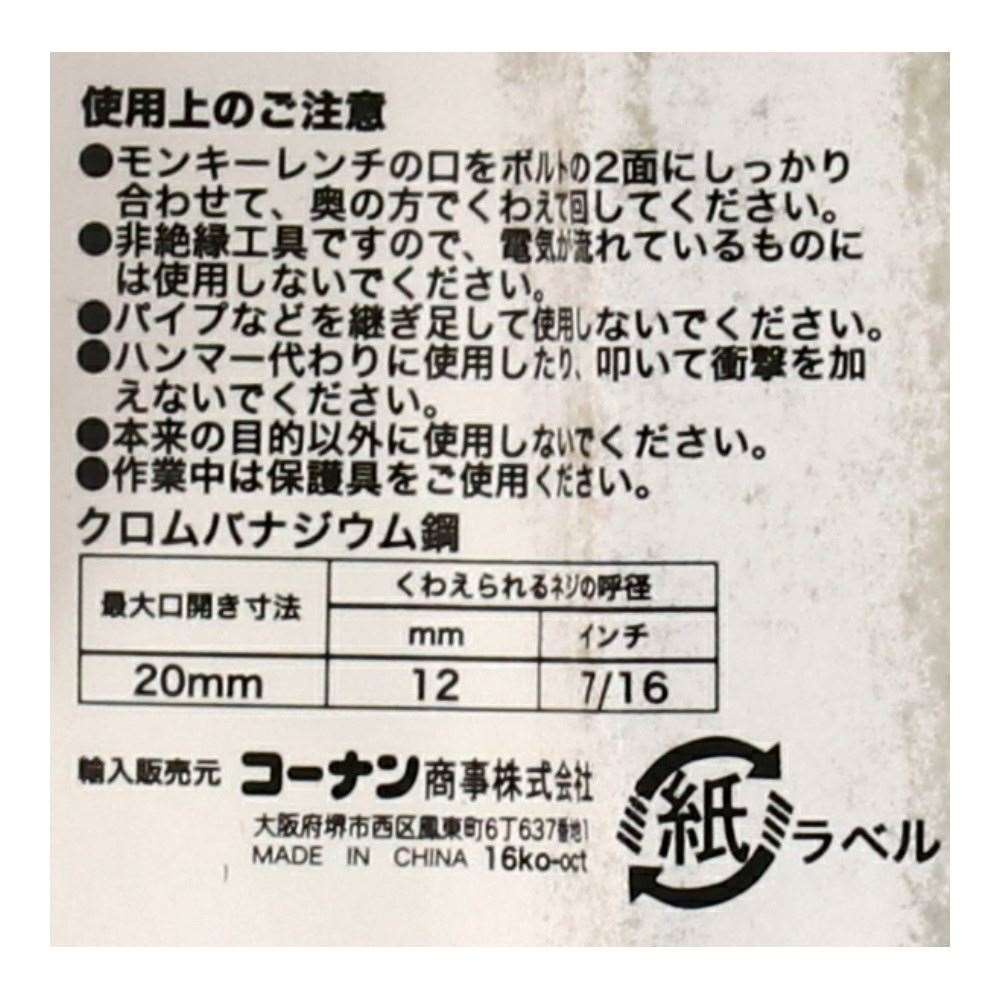 使用上のご注意
●モンキーレンチの口をボルトの2面にしっかり
合わせて、奥の方でくわえて回してください。
●非絶縁工具ですので、電気が流れているものに
は使用しないでください。
●パイプなどを継ぎ足して使用しないでください。
●ハンマー代わりに使用したり、叩いて衝撃を加
えないでください。
●本来の目的以外に使用しないでください。
●作業中は保護具をご使用ください。
クロムバナジウム鋼
最大口開き寸法 くわえられるネジの呼径
mm インチ
20mm 12 7/16
輸入販売元 コーナン商事株式会社
大阪府堺市西区鳳東町6丁637番地1
MADE IN CHINA 16ko-oct
紙 ラベル